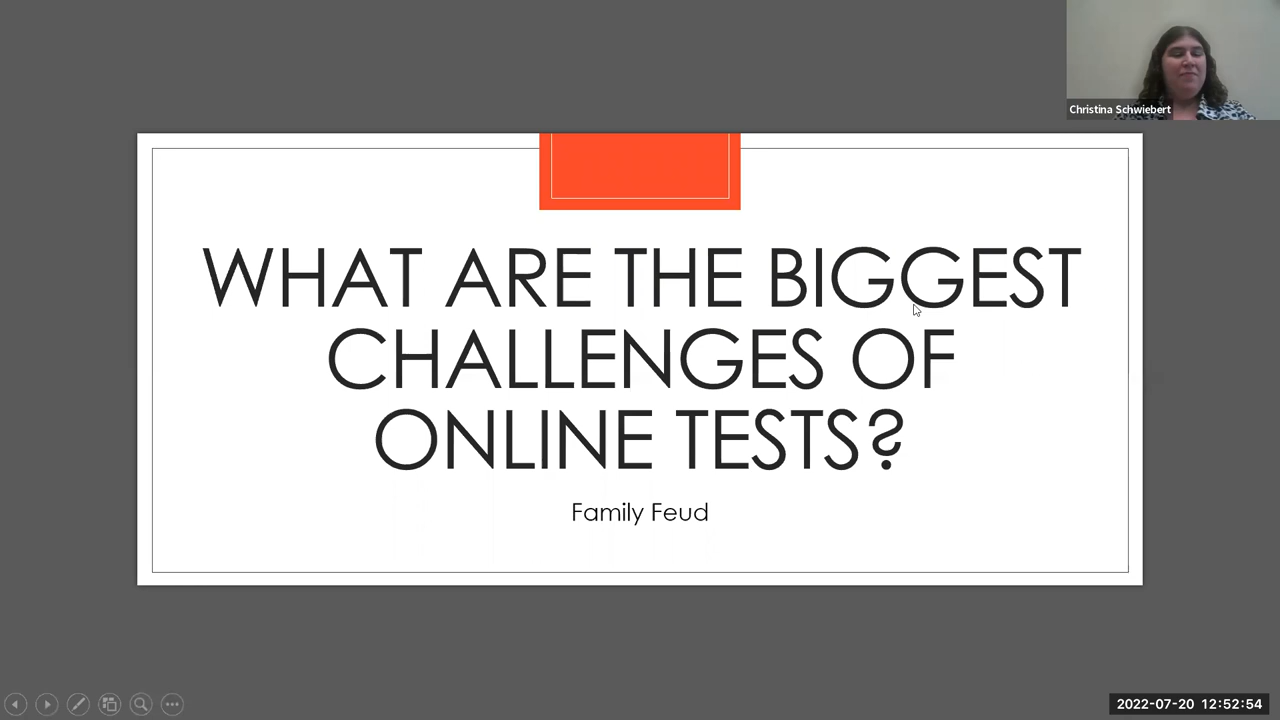 Christina Schwiebert
WHAT ARE THE BIGGEST
CHALLENGES OF
ONLINE TESTS?
Family Feud
2022-07-20 12:52:54